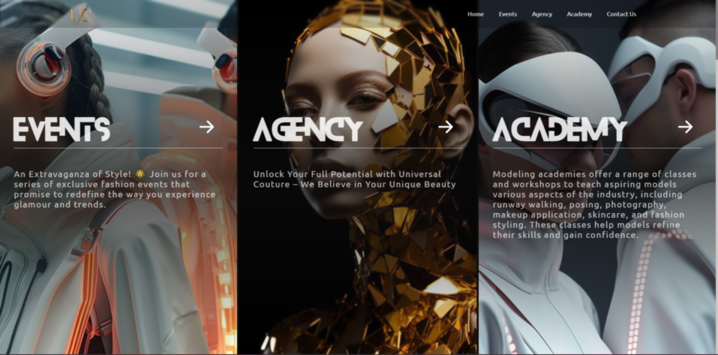 Home Events Agency Academy Contact Us
EVENTS
An Extravaganza of Style! 🌟 Join us for a
series of exclusive fashion events that
promise to redefine the way you experience
glamour and trends.
AGENCY
Unlock Your Full Potential with Universal
Couture – We Believe in Your Unique Beauty
ACADEMY
Modeling academies offer a range of classes
and workshops to teach aspiring models
various aspects of the industry, including
runway walking, posing, photography,
makeup application, skincare, and fashion
styling. These classes help models refine
their skills and gain confidence.